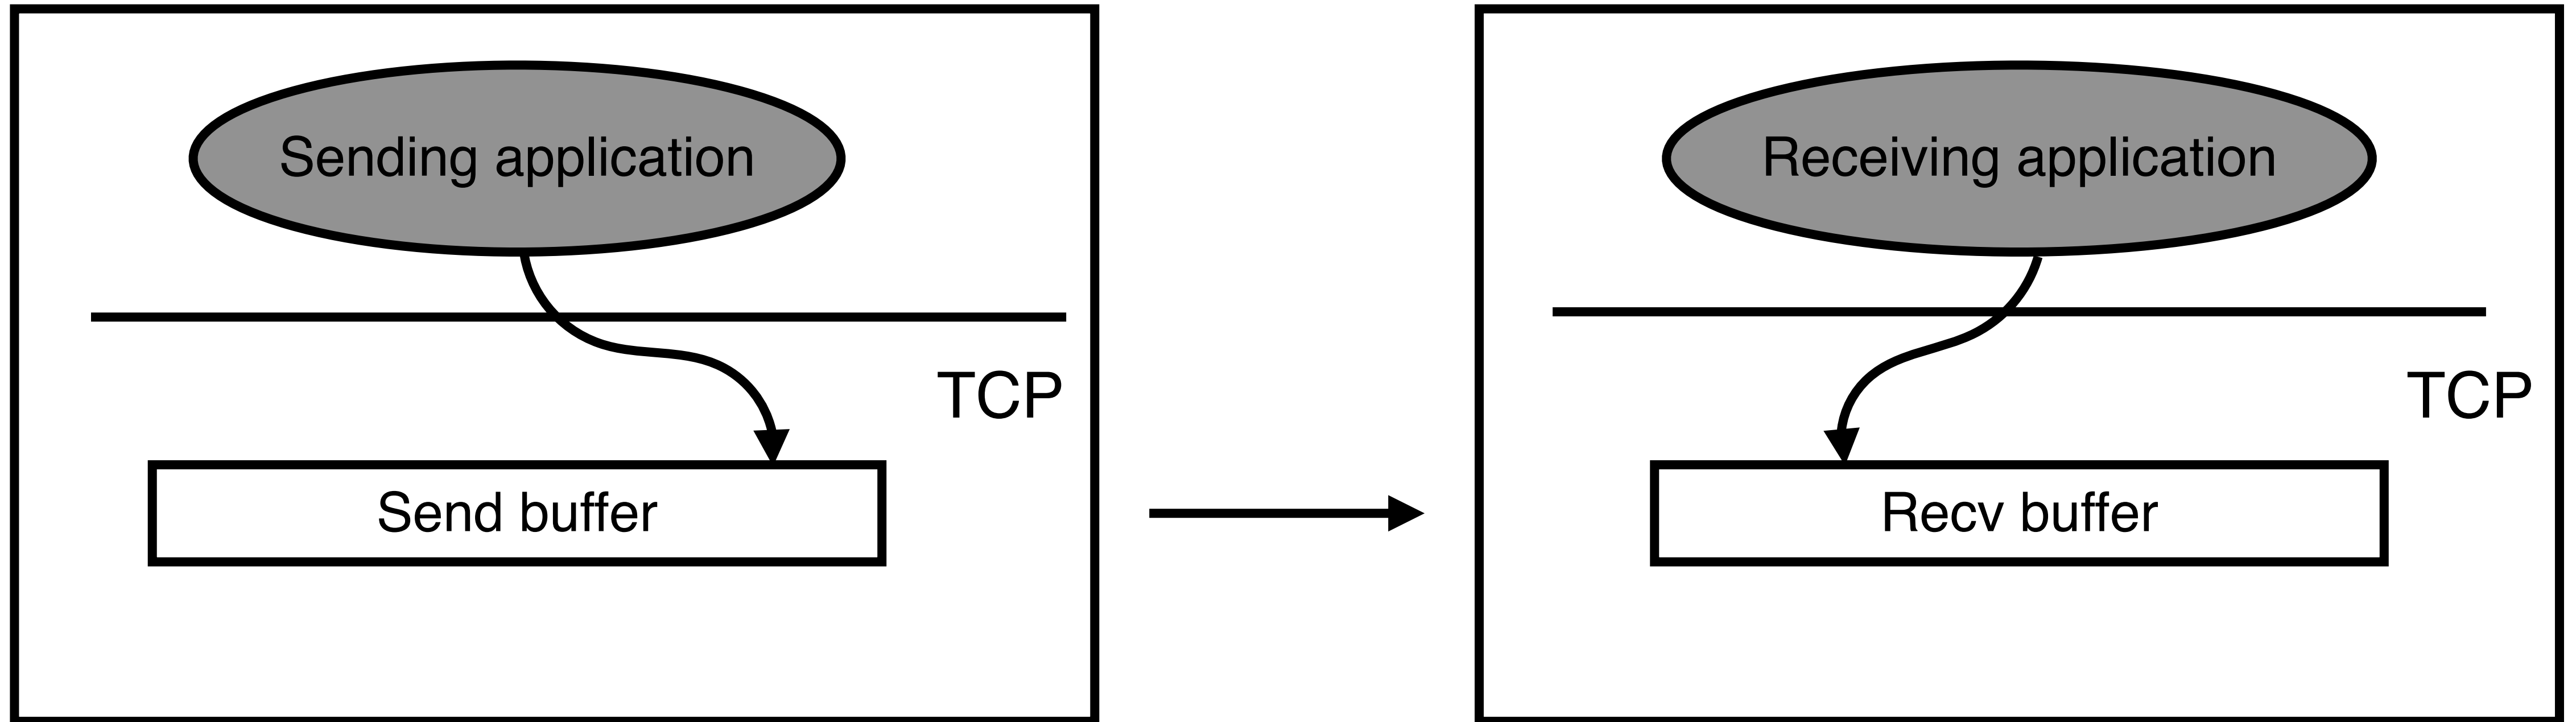 Sending application
TCP
Send buffer
Receiving application
TCP
Recv buffer